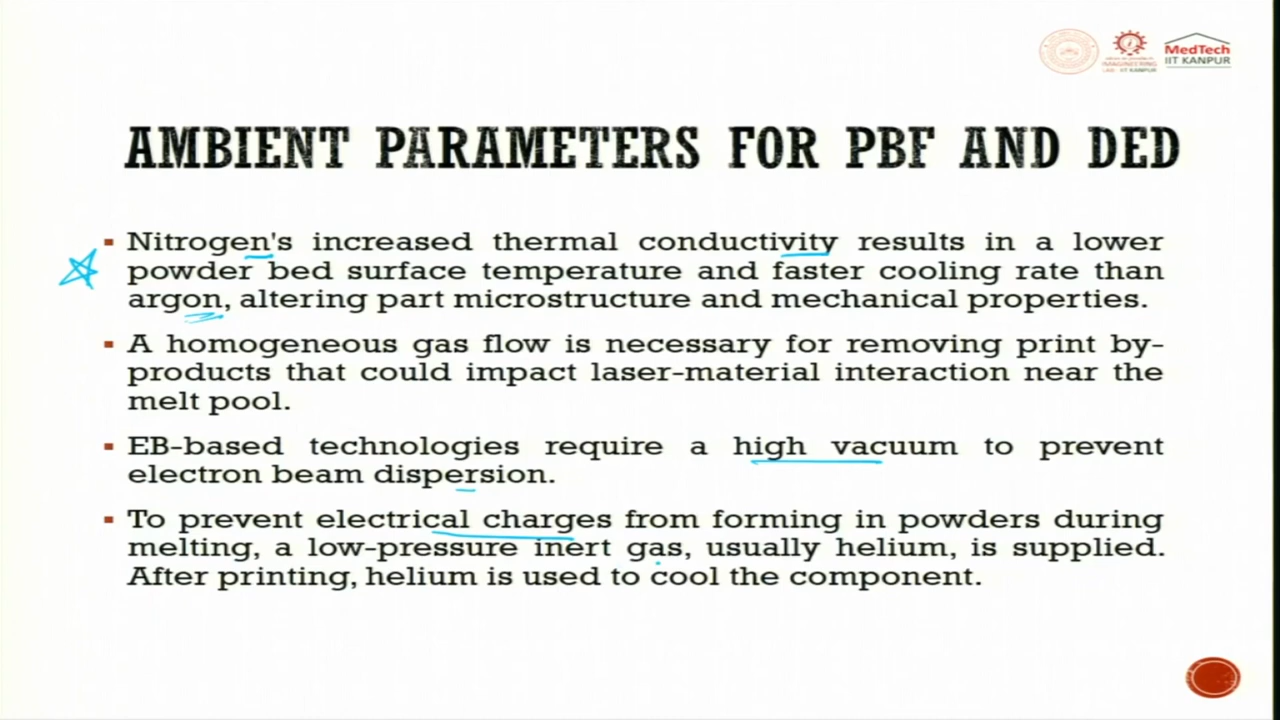 MedTech
IIT KANPUR
IMAGINEERING
LAB, IIT KANPUR
AMBIENT PARAMETERS FOR PBF AND DED
Nitrogen's increased thermal conductivity results in a lower
powder bed surface temperature and faster cooling rate than
argon, altering part microstructure and mechanical properties.
A homogeneous gas flow is necessary for removing print by-
products that could impact laser-material interaction near the
melt pool.
EB-based technologies require a high vacuum to prevent
electron beam dispersion.
To prevent electrical charges from forming in powders during
melting, a low-pressure inert gas, usually helium, is supplied.
After printing, helium is used to cool the component.